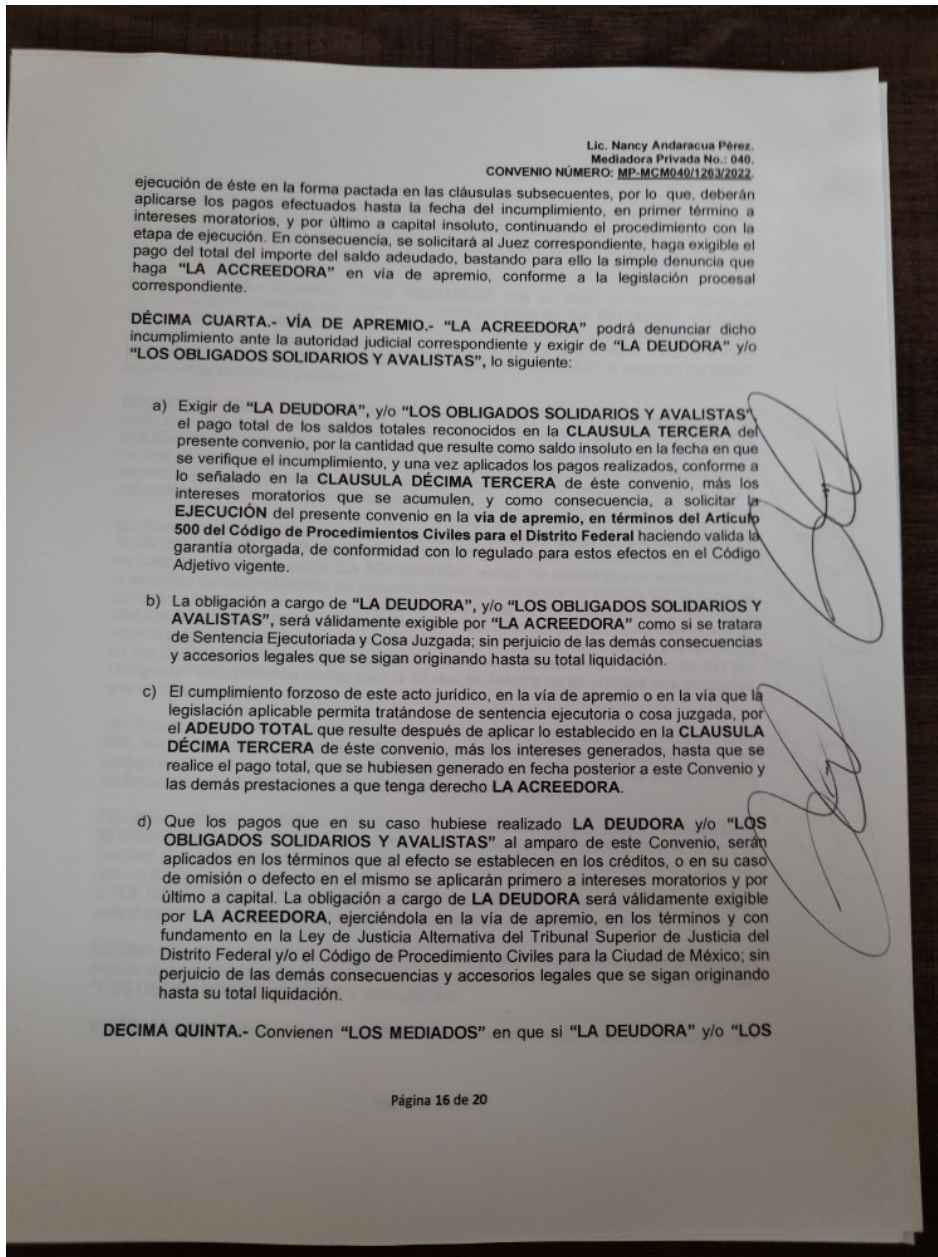 Lic. Nancy Andaracua Pérez.
Mediadora Privada No.: 040.
CONVENIO NÚMERO: MP-MCM040/1263/2022.
ejecución de éste en la forma pactada en las cláusulas subsecuentes, por lo que, deberán
aplicarse los pagos efectuados hasta la fecha del incumplimiento, en primer término a
intereses moratorios, y por último a capital insoluto, continuando el procedimiento con la
etapa de ejecución. En consecuencia, se solicitará al Juez correspondiente, haga exigible el
pago del total del importe del saldo adeudado, bastando para ello la simple denuncia que
haga “LA ACCREEDORA” en vía de apremio, conforme a la legislación procesal
correspondiente.
DÉCIMA CUARTA.- VÍA DE APREMIO.- “LA ACREEDORA” podrá denunciar dicho
incumplimiento ante la autoridad judicial correspondiente y exigir de “LA DEUDORA” y/o
“LOS OBLIGADOS SOLIDARIOS Y AVALISTAS”, lo siguiente:
a) Exigir de “LA DEUDORA”, y/o “LOS OBLIGADOS SOLIDARIOS Y AVALISTAS”,
el pago total de los saldos totales reconocidos en la CLAUSULA TERCERA del
presente convenio, por la cantidad que resulte como saldo insoluto en la fecha en que
se verifique el incumplimiento, y una vez aplicados los pagos realizados, conforme a
lo señalado en la CLAUSULA DÉCIMA TERCERA de éste convenio, más los
intereses moratorios que se acumulen, y como consecuencia, a solicitar la
EJECUCIÓN del presente convenio en la vía de apremio, en términos del Artículo
500 del Código de Procedimientos Civiles para el Distrito Federal haciendo valida la
garantía otorgada, de conformidad con lo regulado para estos efectos en el Código
Adjetivo vigente.
b) La obligación a cargo de “LA DEUDORA”, y/o “LOS OBLIGADOS SOLIDARIOS Y
AVALISTAS”, será válidamente exigible por “LA ACREEDORA” como si se tratara
de Sentencia Ejecutoriada y Cosa Juzgada; sin perjuicio de las demás consecuencias
y accesorios legales que se sigan originando hasta su total liquidación.
c) El cumplimiento forzoso de este acto jurídico, en la vía de apremio o en la vía que la
legislación aplicable permita tratándose de sentencia ejecutoria o cosa juzgada, por
el ADEUDO TOTAL que resulte después de aplicar lo establecido en la CLAUSULA
DÉCIMA TERCERA de éste convenio, más los intereses generados, hasta que se
realice el pago total, que se hubiesen generado en fecha posterior a este Convenio y
las demás prestaciones a que tenga derecho LA ACREEDORA.
d) Que los pagos que en su caso hubiese realizado LA DEUDORA y/o “LOS
OBLIGADOS SOLIDARIOS Y AVALISTAS” al amparo de este Convenio, serán
aplicados en los términos que al efecto se establecen en los créditos, o en su caso
de omisión o defecto en el mismo se aplicarán primero a intereses moratorios y por
último a capital. La obligación a cargo de LA DEUDORA será válidamente exigible
por LA ACREEDORA, ejerciéndola en la vía de apremio, en los términos y con
fundamento en la Ley de Justicia Alternativa del Tribunal Superior de Justicia del
Distrito Federal y/o el Código de Procedimiento Civiles para la Ciudad de México; sin
perjuicio de las demás consecuencias y accesorios legales que se sigan originando
hasta su total liquidación.
DECIMA QUINTA.- Convienen “LOS MEDIADOS” en que si “LA DEUDORA” y/o “LOS
Página 16 de 20